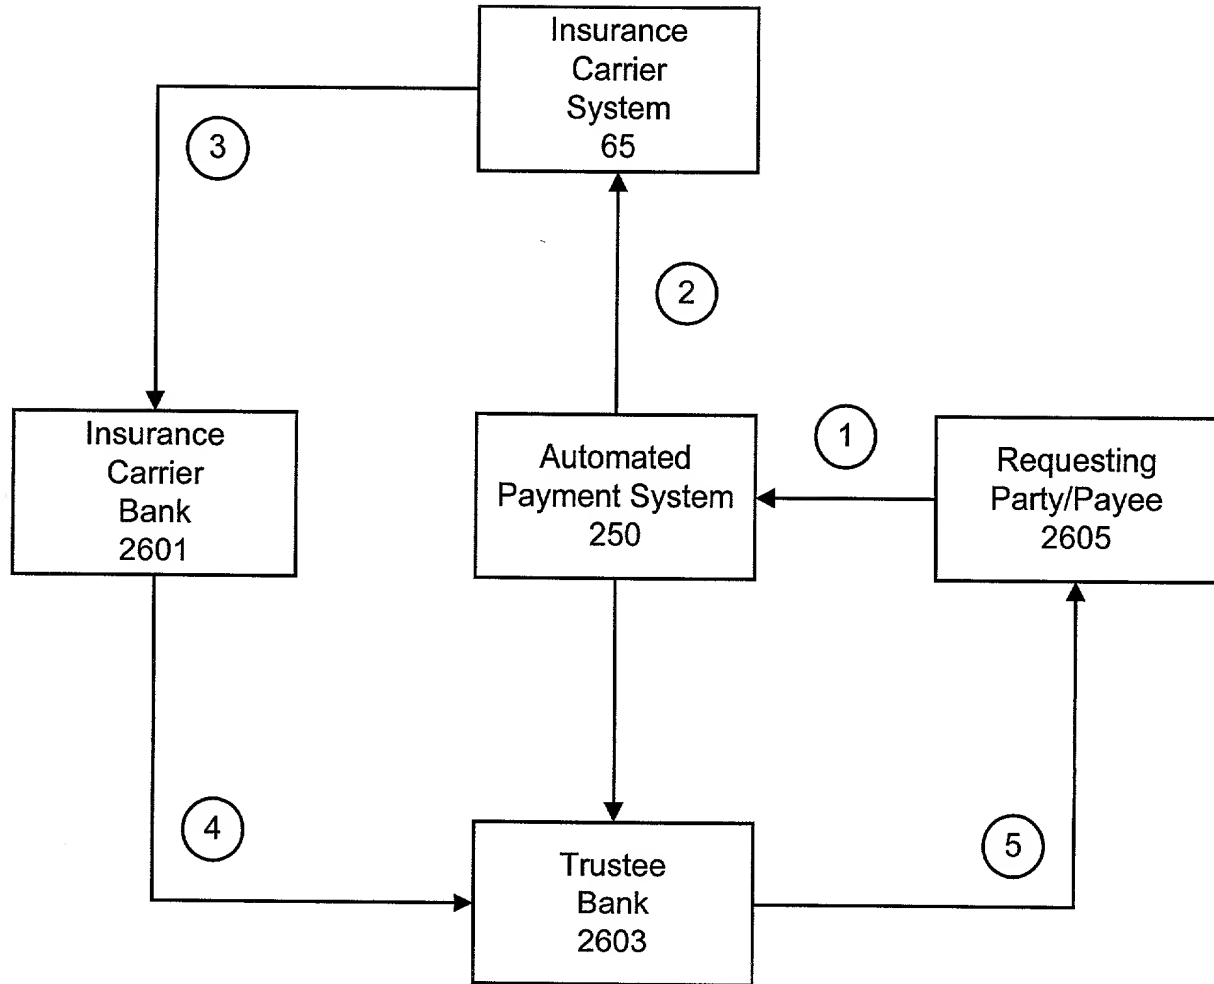 Insurance
Carrier
System
65
3
2
Insurance
Carrier
Bank
2601
Automated
Payment System
250
1
Requesting
Party/Payee
2605
4
5
Trustee
Bank
2603